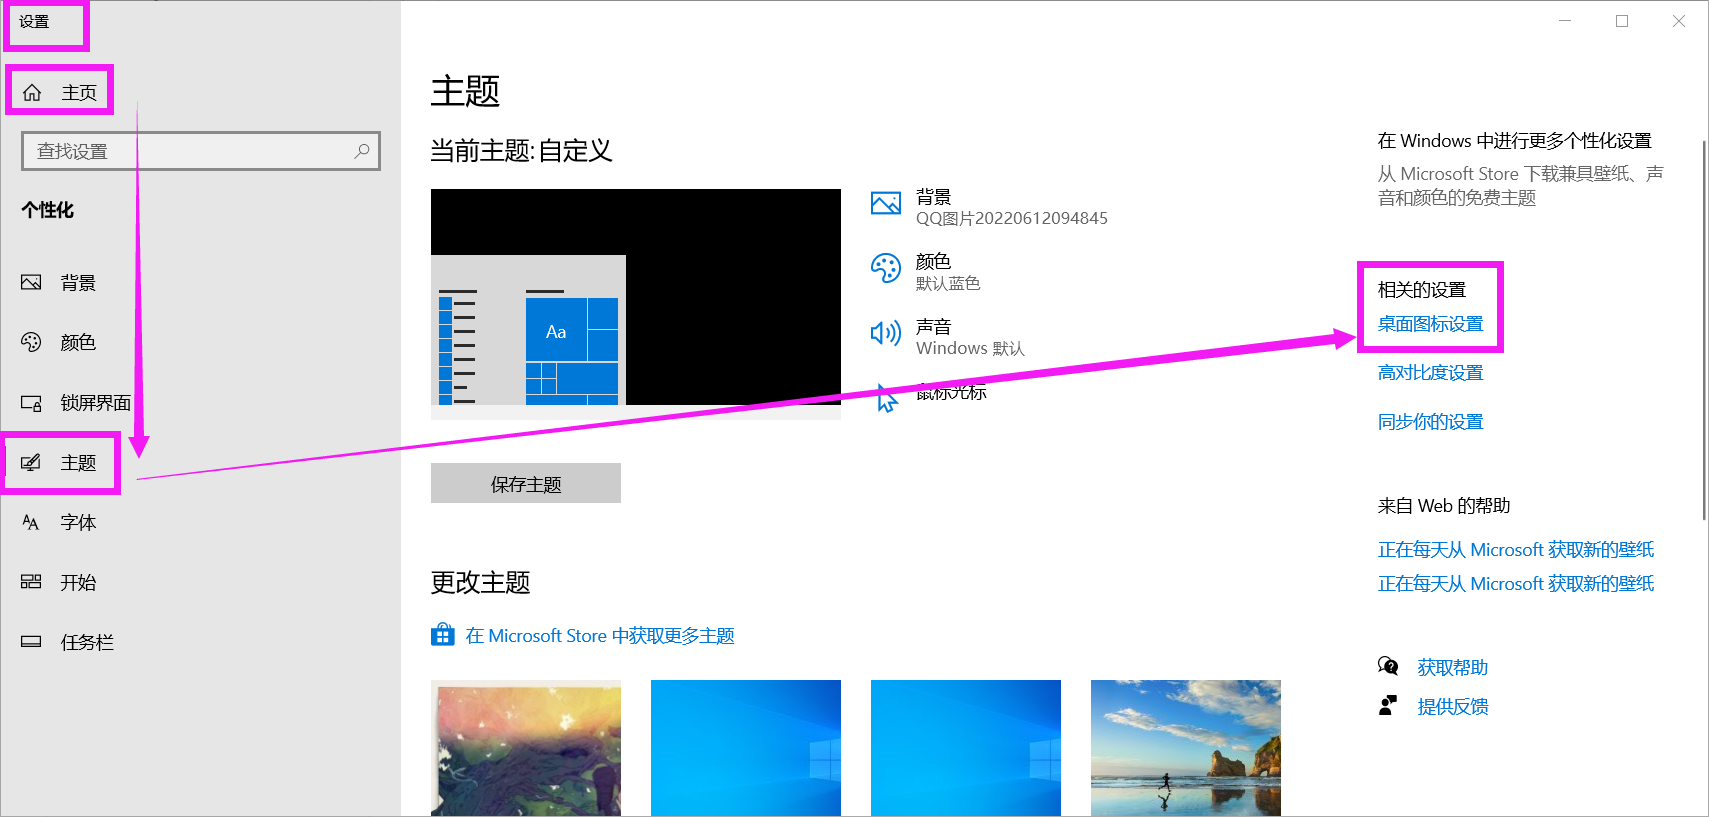 设置
主页
查找设置
个性化
背景
颜色
锁屏界面
主题
字体
开始
任务栏
主题
当前主题: 自定义
Aa
背景
QQ图片20220612094845
颜色
默认蓝色
声音
Windows 默认
鼠标光标
保存主题
更改主题
在 Microsoft Store 中获取更多主题
在 Windows 中进行更多个性化设置
从 Microsoft Store 下载兼具壁纸、声
音和颜色的免费主题
相关的设置
桌面图标设置
高对比度设置
同步你的设置
来自 Web 的帮助
正在每天从 Microsoft 获取新的壁纸
正在每天从 Microsoft 获取新的壁纸
获取帮助
提供反馈